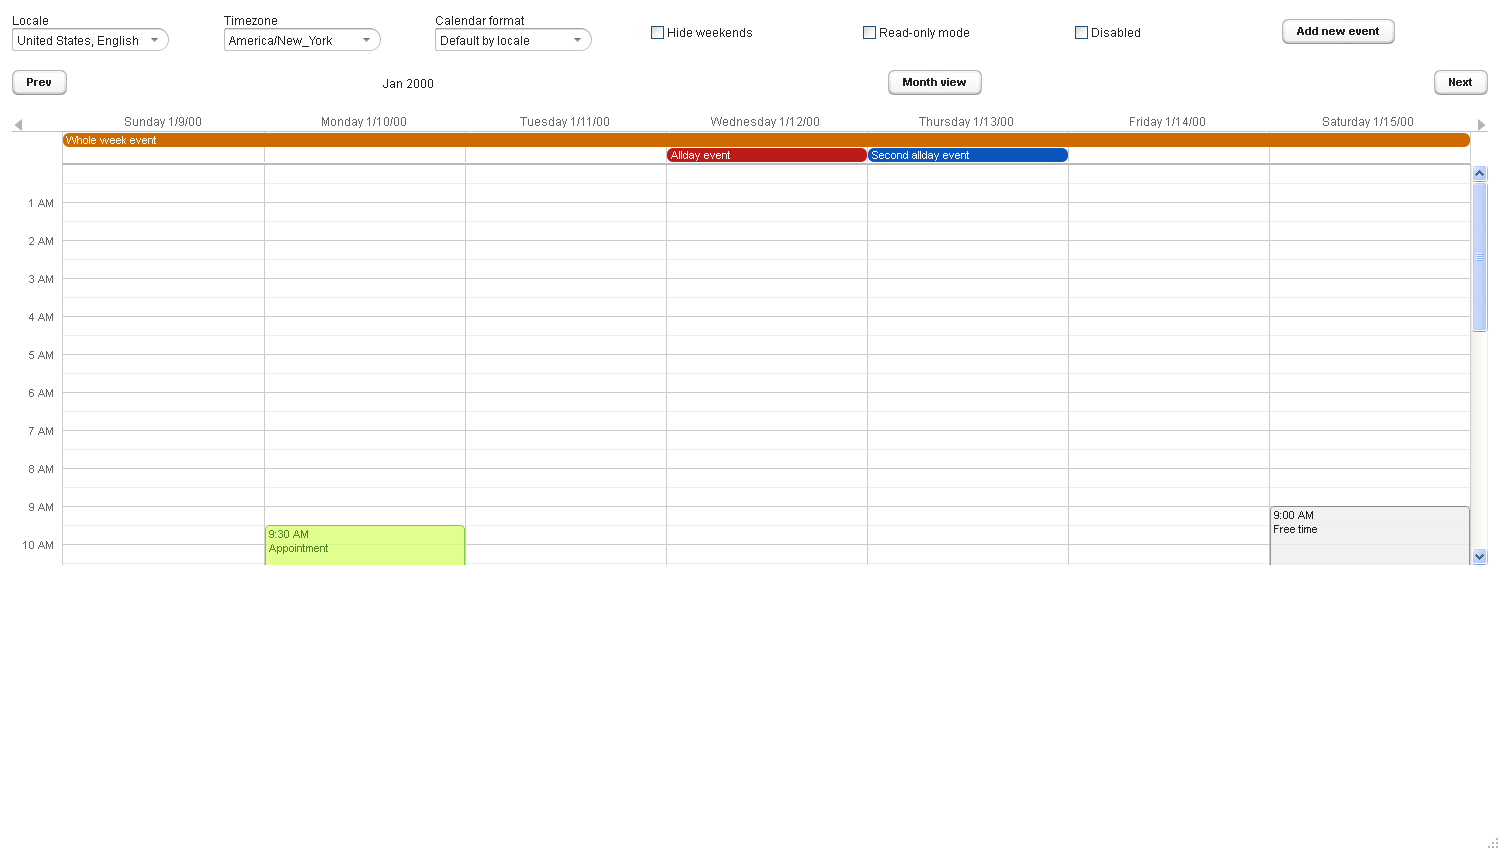 Locale
Timezone
Calendar format
United States, English
America/New_York
Default by locale
Hide weekends
Read-only mode
Disabled
Add new event
Prev
Jan 2000
Month view
Next
Sunday 1/9/00
Monday 1/10/00
Tuesday 1/11/00
Wednesday 1/12/00
Thursday 1/13/00
Friday 1/14/00
Saturday 1/15/00
Whole week event
Allday event
Second allday event
1 AM
2 AM
3 AM
4 AM
5 AM
6 AM
7 AM
8 AM
9 AM
10 AM
9:30 AM
Appointment
9:00 AM
Free time